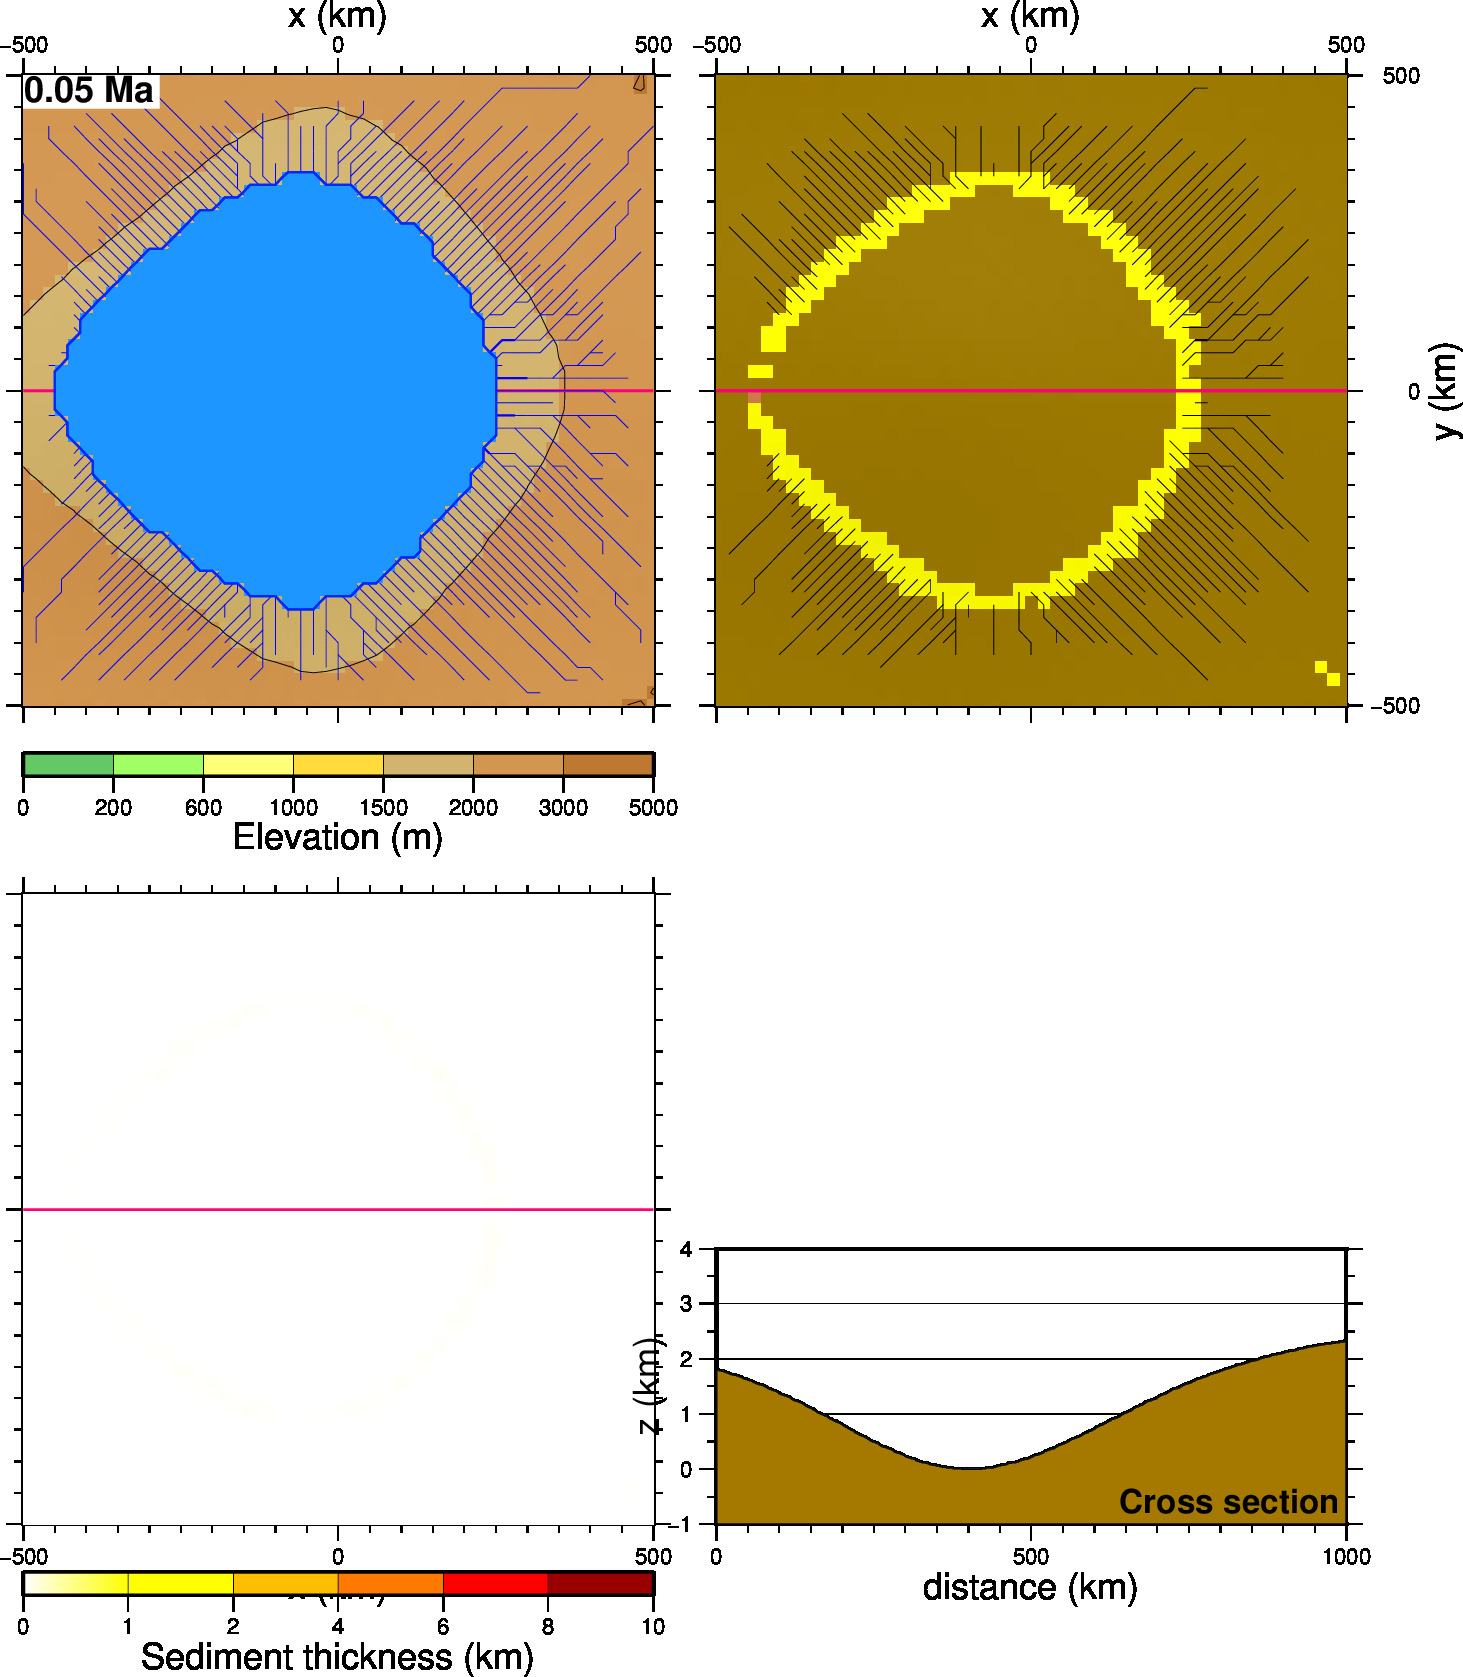 x (km)
x (km)
−500 0 500
−500 0 500
0.05 Ma
500
0
−500
y (km)
0 200 600 1000 1500 2000 3000 5000
Elevation (m)
4
3
2
1
0
−1
z (km)
Cross section
−500 0 500
0 500 1000
distance (km)
x (km)
0 1 2 4 6 8 10
Sediment thickness (km)